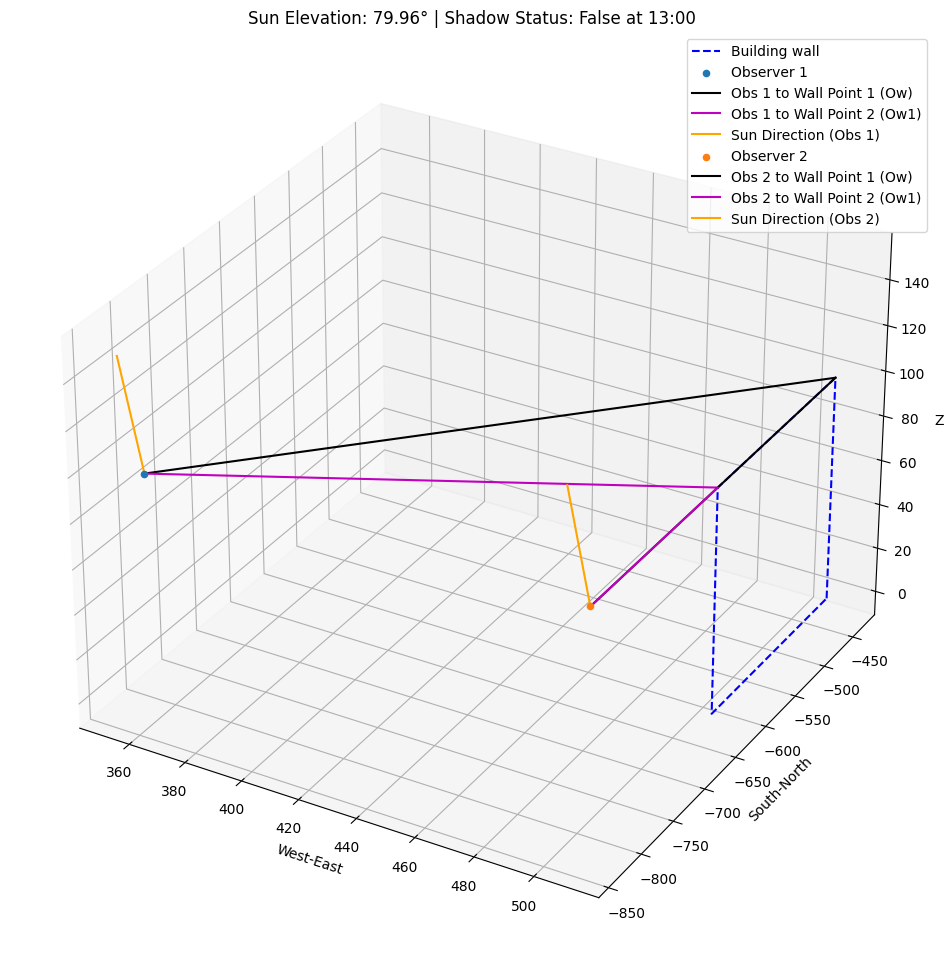 Sun Elevation: 79.96° | Shadow Status: False at 13:00
Building wall
Observer 1
Obs 1 to Wall Point 1 (Ow)
Obs 1 to Wall Point 2 (Ow1)
Sun Direction (Obs 1)
Observer 2
Obs 2 to Wall Point 1 (Ow)
Obs 2 to Wall Point 2 (Ow1)
Sun Direction (Obs 2)
140
120
100
80
Z
60
40
20
0
−450
−500
−550
−600
−650
−700
−750
−800
−850
South-North
360
380
400
420
440
460
480
500
West-East